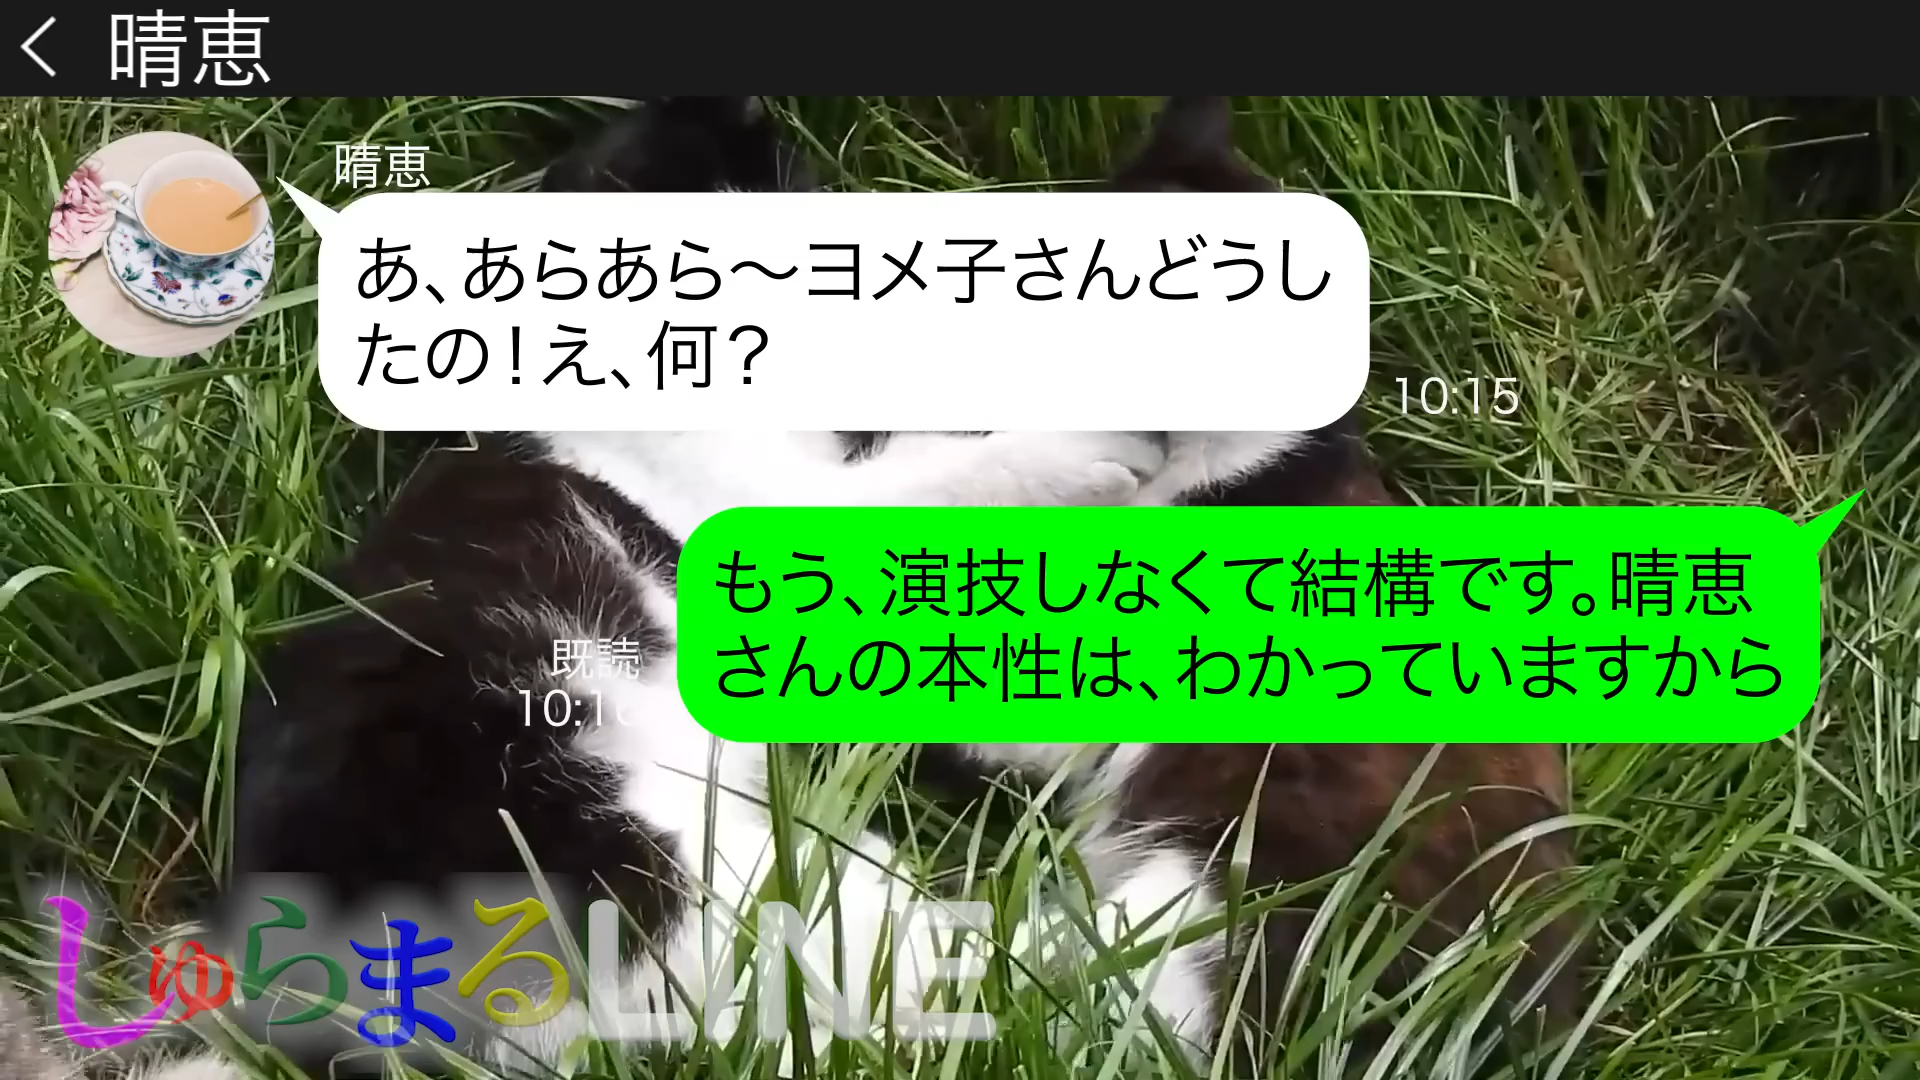 晴恵
晴恵
あ、あらあら〜ヨメ子さんどうし
たの！え、何？
10:15
もう、演技しなくて結構です。晴恵
さんの本性は、わかっていますから
既読
10:16
しゅらまるLINE